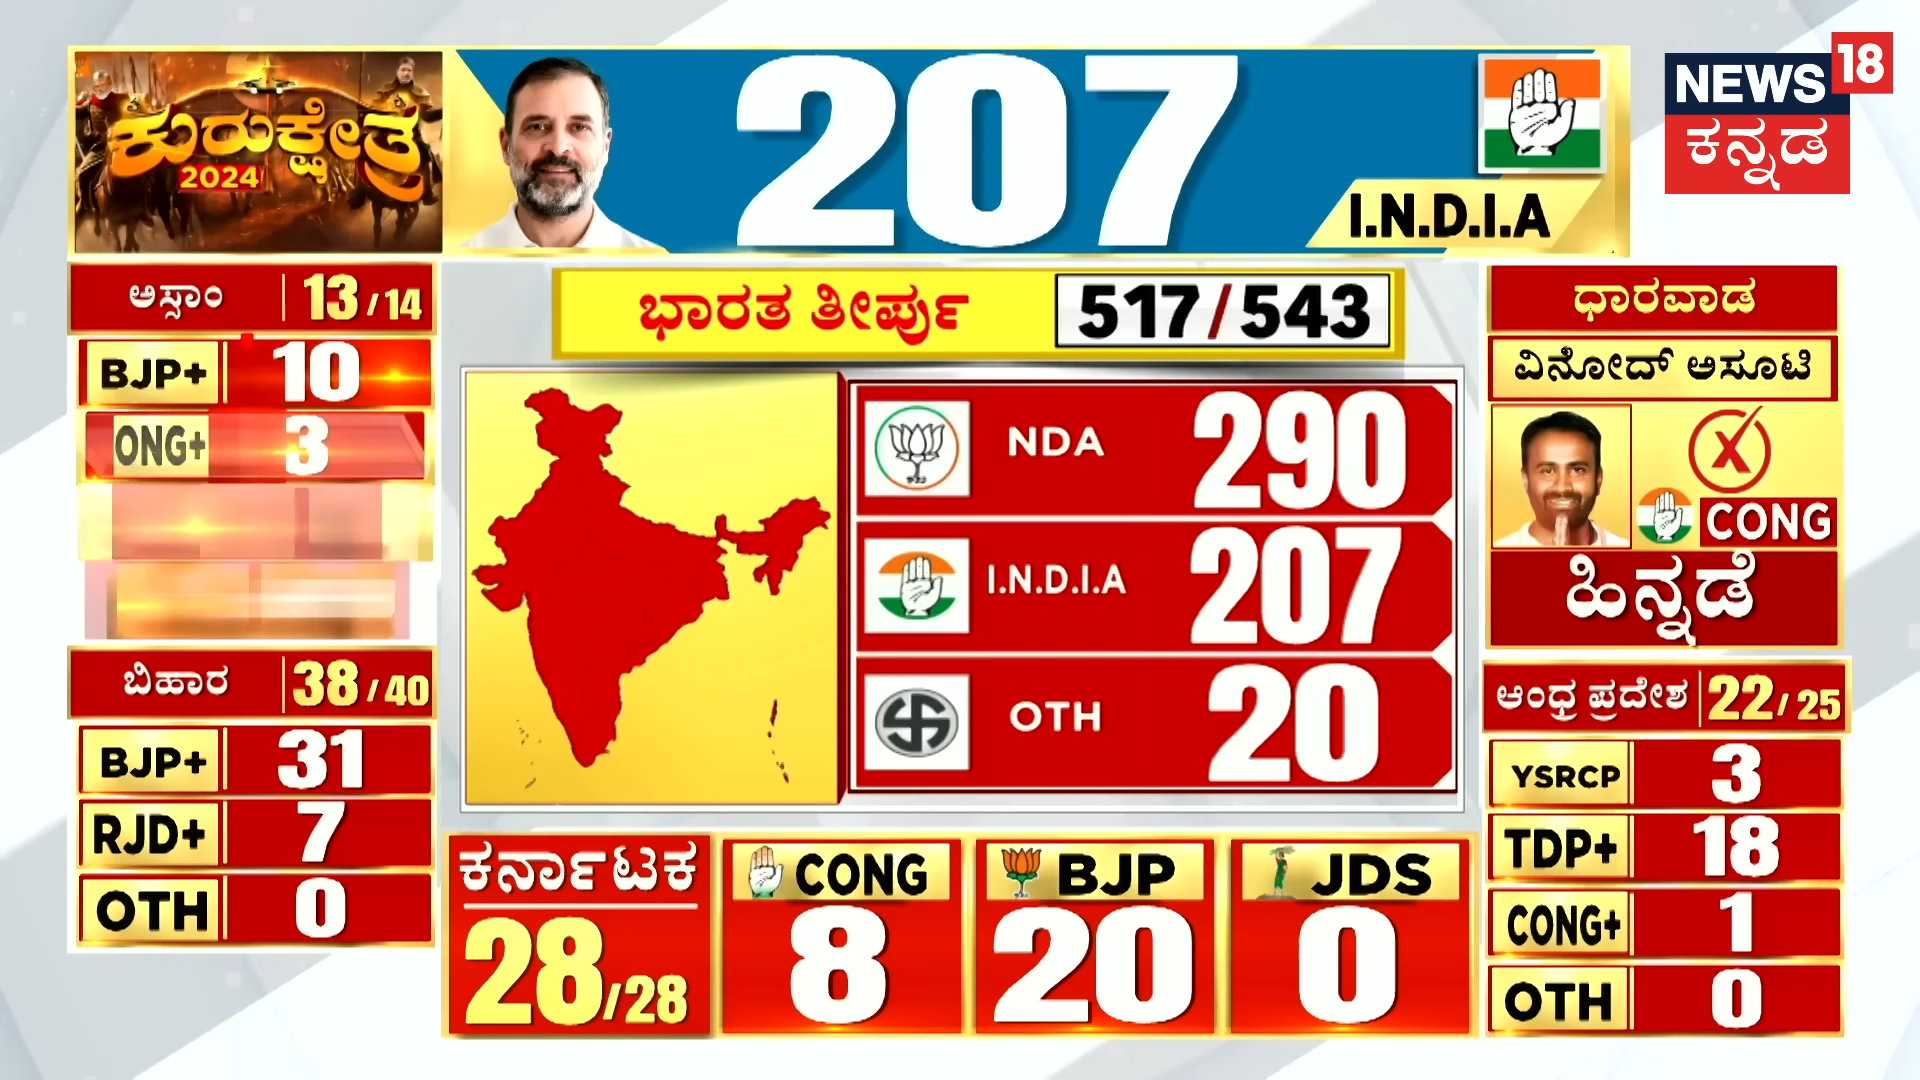 ಕುರುಕ್ಷೇತ್ರ
2024
207
I.N.D.I.A
NEWS 18
ಕನ್ನಡ
ಅಸ್ಸಾಂ 13/14
BJP+ 10
ONG+ 3
ಬಿಹಾರ 38/40
BJP+ 31
RJD+ 7
OTH 0
ಭಾರತ ತೀರ್ಪು 517/543
NDA 290
I.N.D.I.A 207
OTH 20
ಕರ್ನಾಟಕ
28/28
CONG
8
BJP
20
JDS
0
ಧಾರವಾಡ
ವಿನೋದ್ ಅಸೂಟಿ
X
CONG
ಹಿನ್ನಡೆ
ಆಂಧ್ರ ಪ್ರದೇಶ 22/25
YSRCP 3
TDP+ 18
CONG+ 1
OTH 0